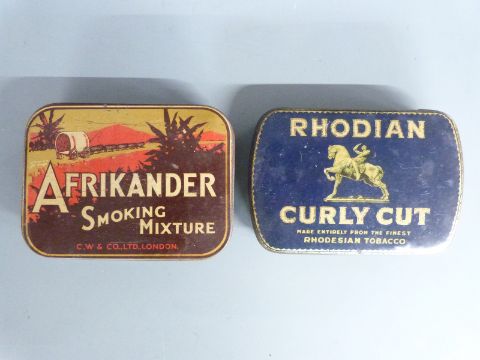 AFRIKANDER
SMOKING
MIXTURE
C.W & CO., LTD, LONDON.
RHODIAN
CURLY CUT
MADE ENTIRELY FROM THE FINEST
RHODESIAN TOBACCO